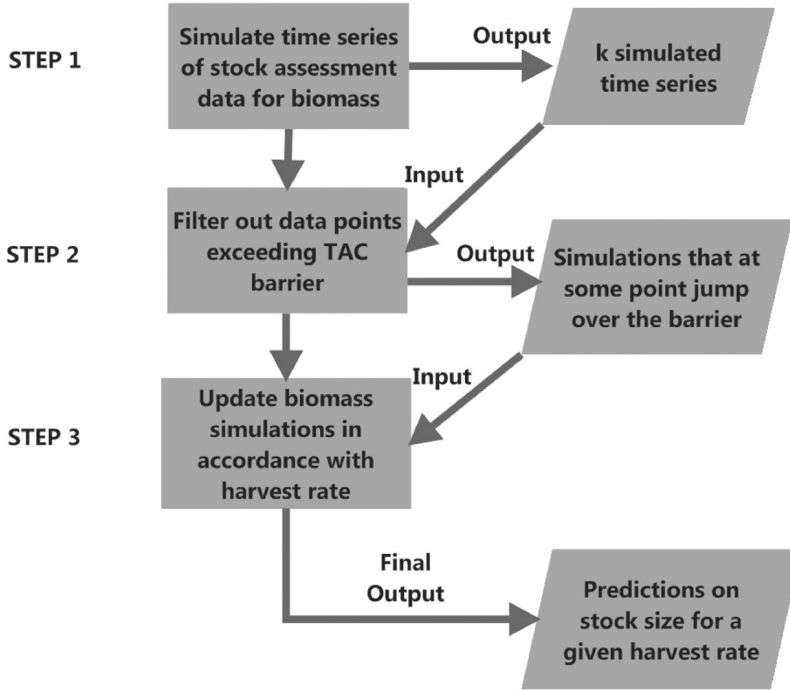 STEP 1
Simulate time series
of stock assessment
data for biomass
Output
k simulated
time series
Input
STEP 2
Filter out data points
exceeding TAC
barrier
Output
Simulations that at
some point jump
over the barrier
Input
STEP 3
Update biomass
simulations in
accordance with
harvest rate
Final
Output
Predictions on
stock size for a
given harvest rate